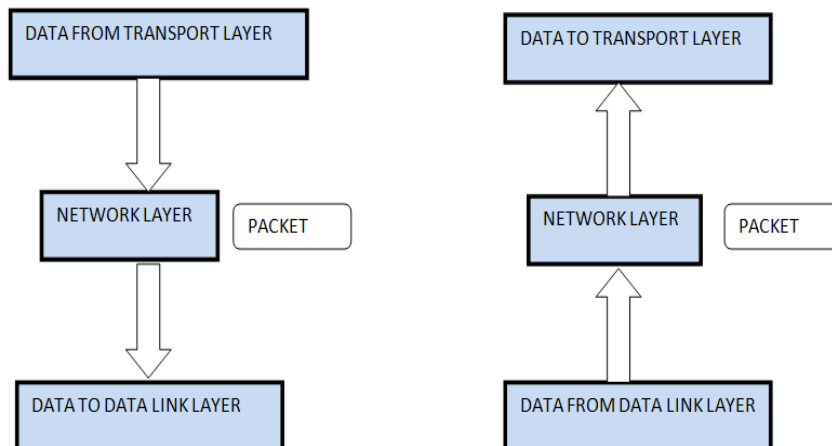 DATA FROM TRANSPORT LAYER
NETWORK LAYER
PACKET
DATA TO DATA LINK LAYER
DATA TO TRANSPORT LAYER
NETWORK LAYER
PACKET
DATA FROM DATA LINK LAYER